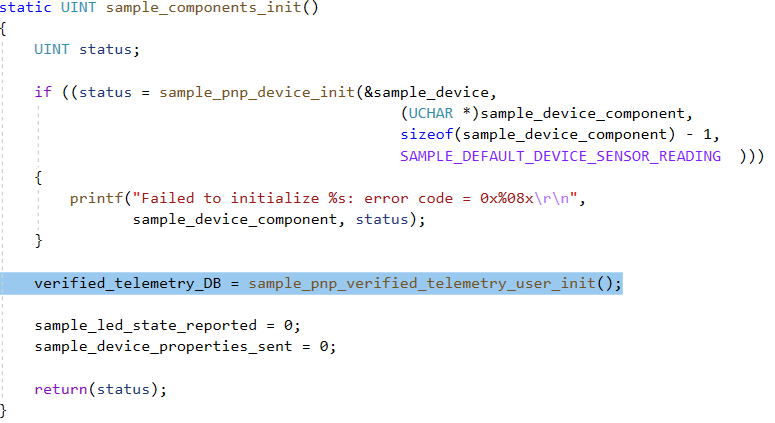 static UINT sample_components_init()
{
    UINT status;

    if ((status = sample_pnp_device_init(&sample_device,
                                         (UCHAR *)sample_device_component,
                                         sizeof(sample_device_component) - 1,
                                         SAMPLE_DEFAULT_DEVICE_SENSOR_READING  )))
    {
        printf("Failed to initialize %s: error code = 0x%08x\r\n",
               sample_device_component, status);
    }

    verified_telemetry_DB = sample_pnp_verified_telemetry_user_init();

    sample_led_state_reported = 0;
    sample_device_properties_sent = 0;

    return(status);
}